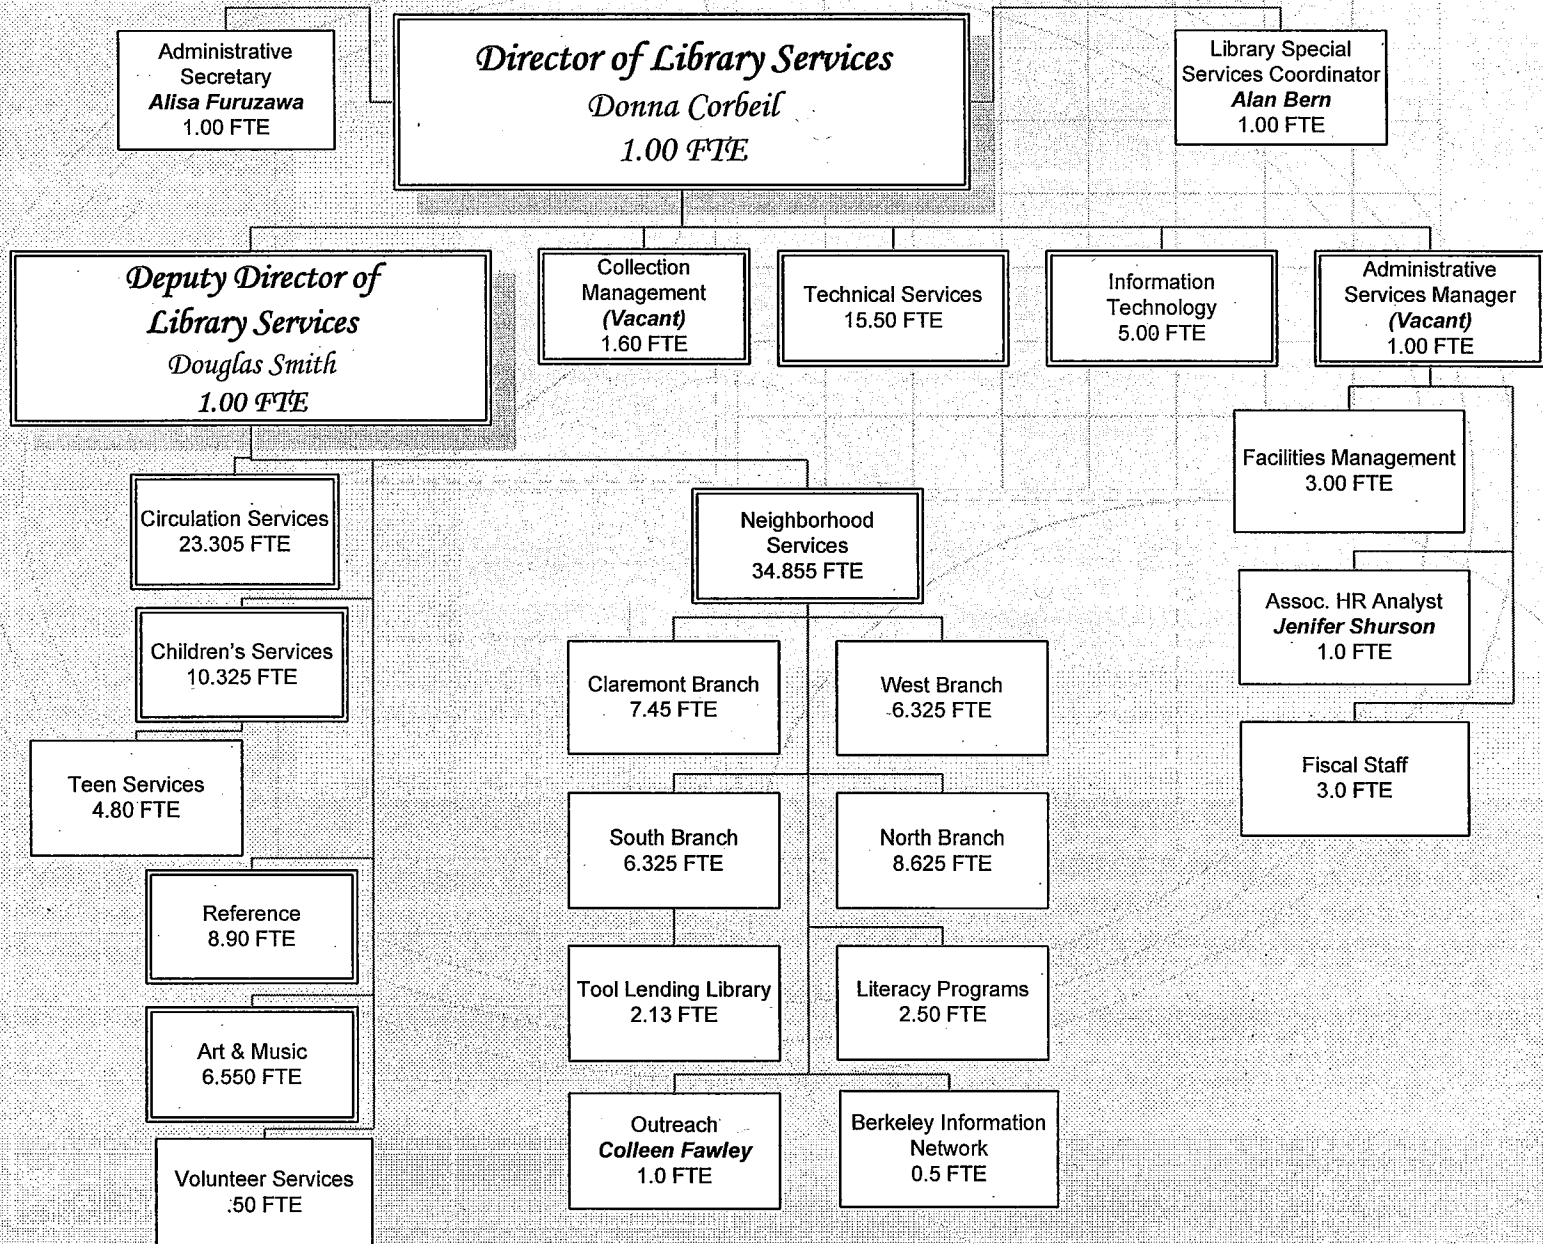 Administrative
Secretary
Alisa Furuzawa
1.00 FTE
Director of Library Services
Donna Corbeil
1.00 FTE
Library Special
Services Coordinator
Alan Bern
1.00 FTE
Deputy Director of
Library Services
Douglas Smith
1.00 FTE
Collection
Management
(Vacant)
1.60 FTE
Technical Services
15.50 FTE
Information
Technology
5.00 FTE
Administrative
Services Manager
(Vacant)
1.00 FTE
Facilities Management
3.00 FTE
Assoc. HR Analyst
Jenifer Shurson
1.0 FTE
Fiscal Staff
3.0 FTE
Circulation Services
23.305 FTE
Children's Services
10.325 FTE
Teen Services
4.80 FTE
Reference
8.90 FTE
Art & Music
6.550 FTE
Volunteer Services
.50 FTE
Neighborhood
Services
34.855 FTE
Claremont Branch
7.45 FTE
West Branch
6.325 FTE
South Branch
6.325 FTE
North Branch
8.625 FTE
Tool Lending Library
2.13 FTE
Literacy Programs
2.50 FTE
Outreach
Colleen Fawley
1.0 FTE
Berkeley Information
Network
0.5 FTE